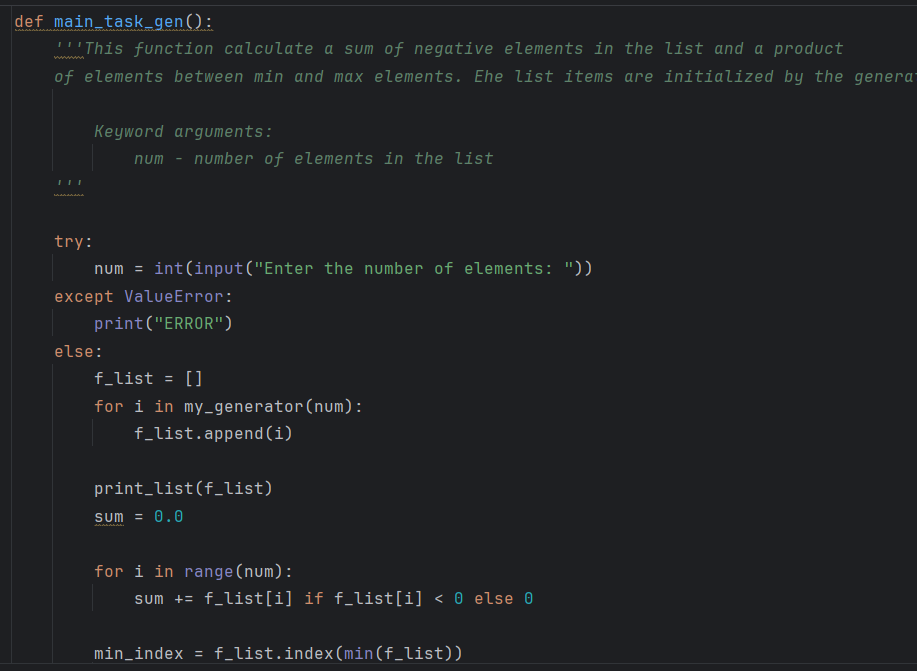 def main_task_gen():
    '''This function calculate a sum of negative elements in the list and a product
    of elements between min and max elements. Ehe list items are initialized by the
        Keyword arguments:
            num - number of elements in the list
    '''
    try:
        num = int(input("Enter the number of elements: "))
    except ValueError:
        print("ERROR")
    else:
        f_list = []
        for i in my_generator(num):
            f_list.append(i)
        print_list(f_list)
        sum = 0.0
        for i in range(num):
            sum += f_list[i] if f_list[i] < 0 else 0
        min_index = f_list.index(min(f_list))